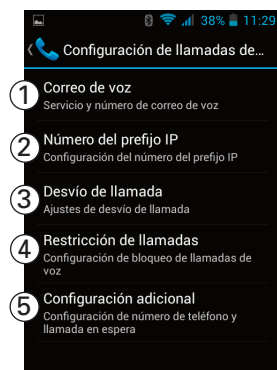 38% 11:29
Configuración de llamadas de...
1 Correo de voz
Servicio y número de correo de voz
2 Número del prefijo IP
Configuración del número del prefijo IP
3 Desvío de llamada
Ajustes de desvío de llamada
4 Restricción de llamadas
Configuración de bloqueo de llamadas de
voz
5 Configuración adicional
Configuración de número de teléfono y
llamada en espera